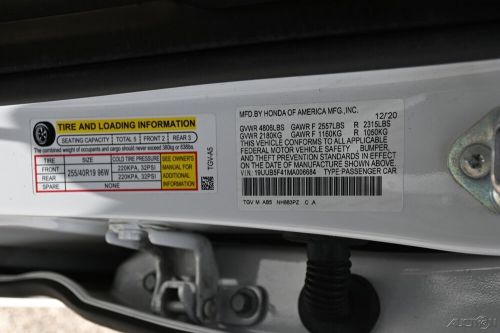 TIRE AND LOADING INFORMATION
SEATING CAPACITY TOTAL 5 FRONT 2 REAR 3
The combined weight of occupants and cargo should never exceed 380kg or 838lbs.
TIRE SIZE COLD TIRE PRESSURE SEE OWNER'S MANUAL FOR ADDITIONAL INFORMATION
FRONT 255/40R19 96W 220KPA, 32PSI
REAR 220KPA, 32PSI
SPARE NONE
TGV-A5
MFD.BY HONDA OF AMERICA MFG.,INC. 12/20
GVWR 4806LBS GAWR F 2557LBS R 2315LBS
GVWR 2180KG GAWR F 1160KG R 1050KG
THIS VEHICLE CONFORMS TO ALL APPLICABLE
FEDERAL MOTOR VEHICLE SAFETY, BUMPER,
AND THEFT PREVENTION STANDARDS IN EFFECT
ON THE DATE OF MANUFACTURE SHOWN ABOVE.
V.I.N: 19UUB5F41MA006684 TYPE:PASSENGER CAR
TGV M AB5 NH883PZ C A